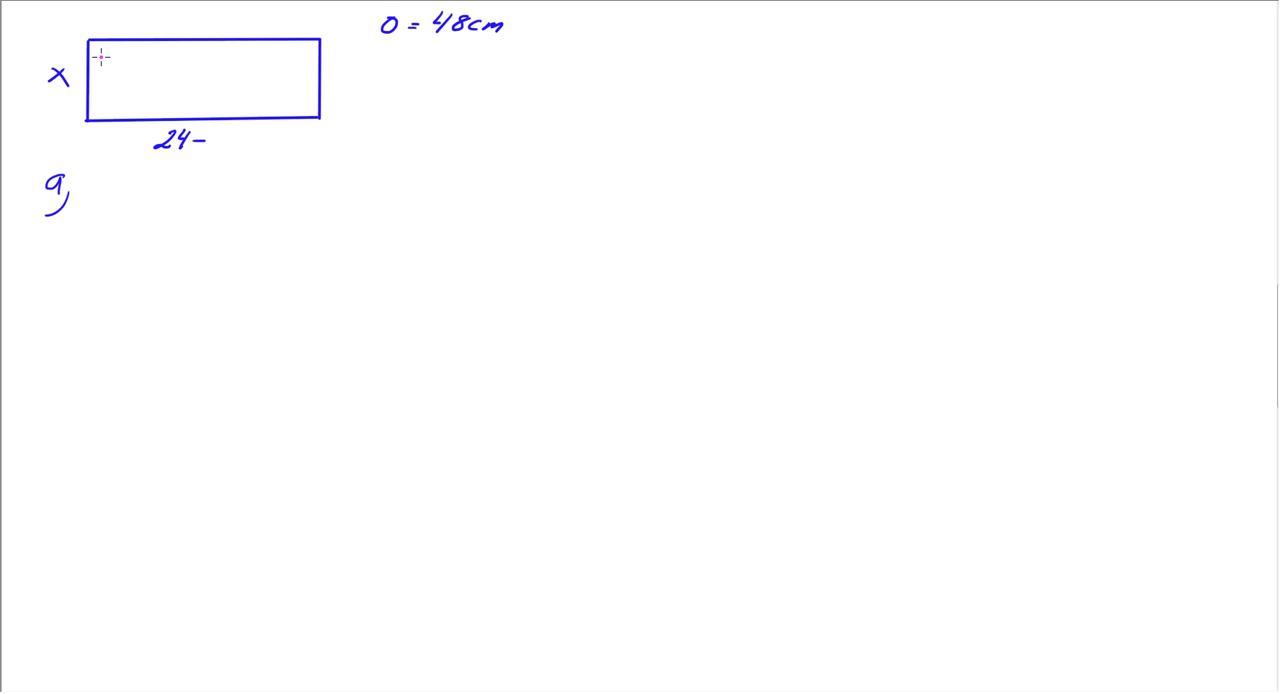 O = 48cm
x
24-
a)